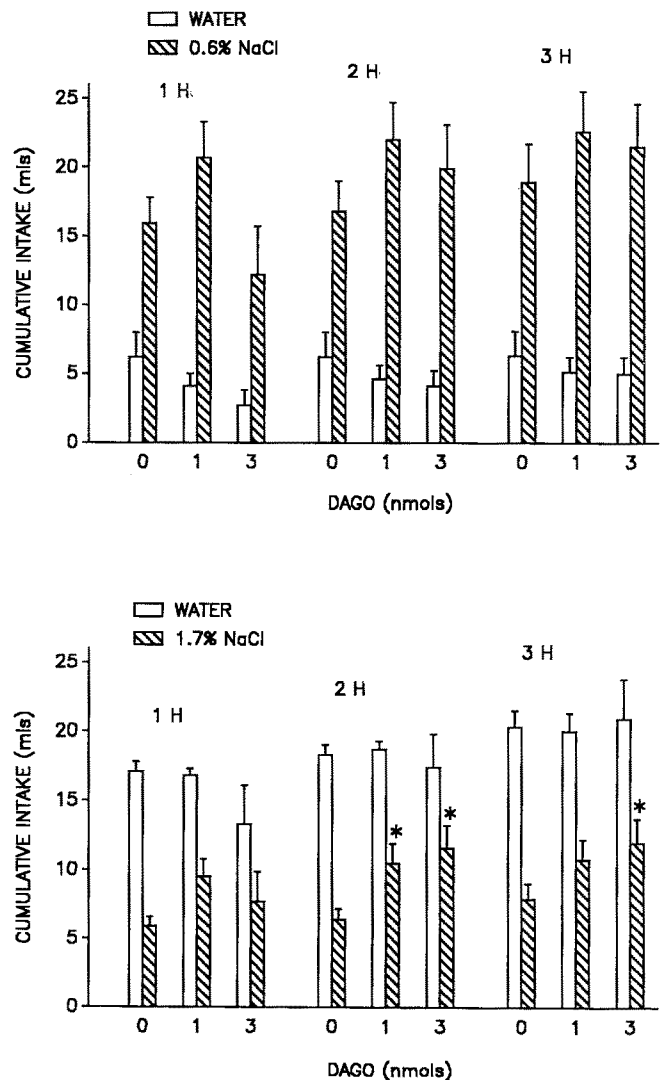 WATER
0.6% NaCl
1 H
2 H
3 H
25
20
15
10
5
0
CUMULATIVE INTAKE (mls)
0 1 3 0 1 3 0 1 3
DAGO (nmols)
WATER
1.7% NaCl
1 H
2 H
3 H
25
20
15
10
5
0
CUMULATIVE INTAKE (mls)
* * *
0 1 3 0 1 3 0 1 3
DAGO (nmols)